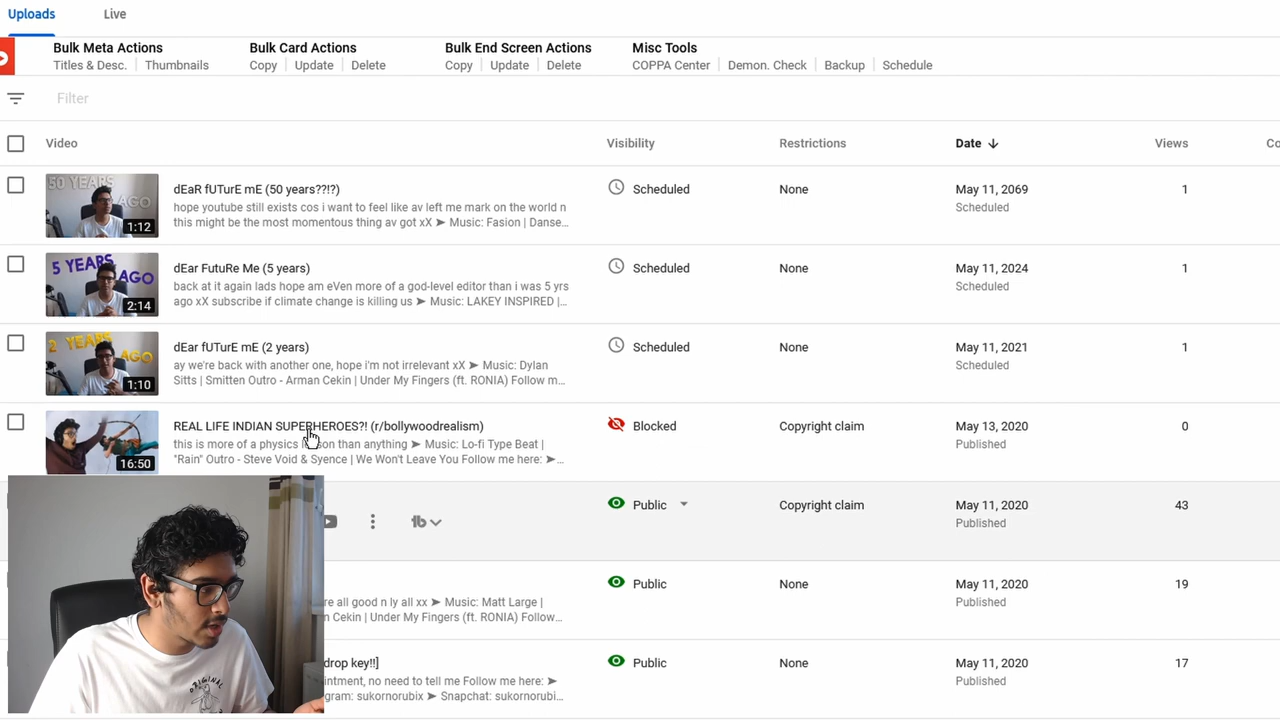 Uploads Live
Bulk Meta Actions Bulk Card Actions Bulk End Screen Actions Misc Tools
Titles & Desc. Thumbnails Copy Update Delete Copy Update Delete COPPA Center Demon. Check Backup Schedule
Filter
Video Visibility Restrictions Date Views Co
50 YEARS AGO
1:12
dEaR fUTurE mE (50 years??!?) Scheduled None May 11, 2069 1
hope youtube still exists cos i want to feel like av left me mark on the world n Scheduled
this might be the most momentous thing av got xX ➤ Music: Fasion | Danse...
5 YEARS AGO
2:14
dEar FutuRe Me (5 years) Scheduled None May 11, 2024 1
back at it again lads hope am eVen more of a god-level editor than i was 5 yrs Scheduled
ago xX subscribe if climate change is killing us ➤ Music: LAKEY INSPIRED |...
2 YEARS AGO
1:10
dEar fUTurE mE (2 years) Scheduled None May 11, 2021 1
ay we're back with another one, hope i'm not irrelevant xX ➤ Music: Dylan Scheduled
Sitts | Smitten Outro - Arman Cekin | Under My Fingers (ft. RONIA) Follow m...
16:50
REAL LIFE INDIAN SUPERHEROES?! (r/bollywoodrealism) Blocked Copyright claim May 13, 2020 0
this is more of a physics than anything ➤ Music: Lo-fi Type Beat | Published
"Rain" Outro - Steve Void & Syence | We Won't Leave You Follow me here: ➤...
Public Copyright claim May 11, 2020 43
tb Published
Public None May 11, 2020 19
re all good n ly all xx ➤ Music: Matt Large | Published
n Cekin | Under My Fingers (ft. RONIA) Follow...
drop key!!] Public None May 11, 2020 17
intment, no need to tell me Follow me here: ➤ Published
gram: sukornorubix ➤ Snapchat: sukornorubi...